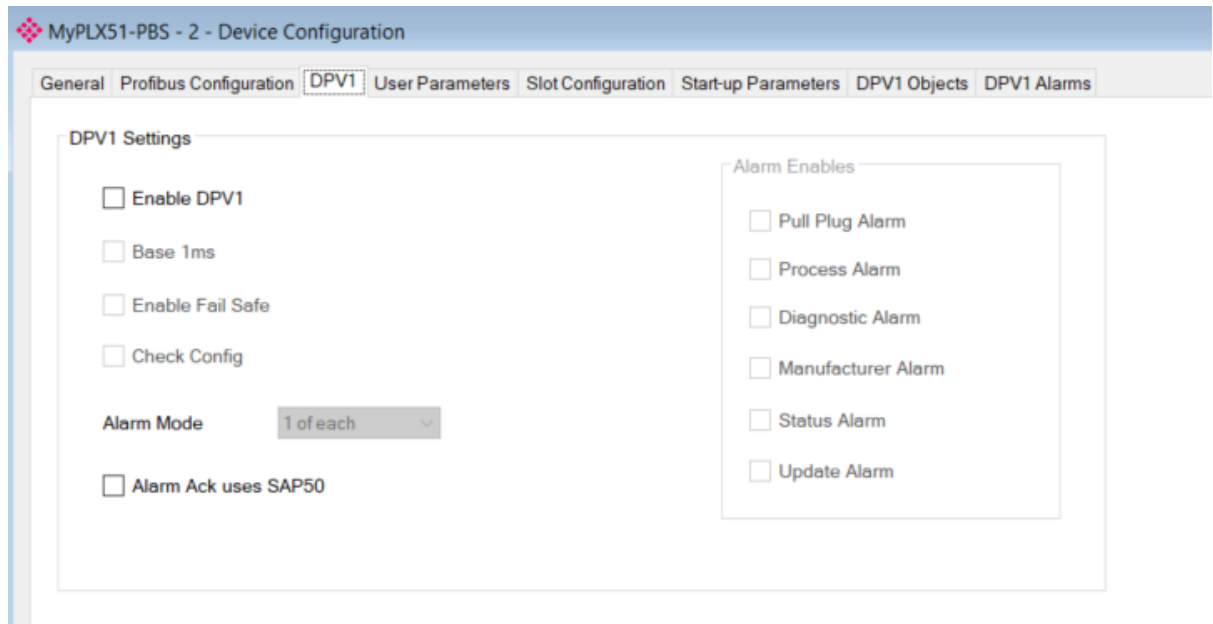 MyPLX51-PBS - 2 - Device Configuration
General Profibus Configuration DPV1 User Parameters Slot Configuration Start-up Parameters DPV1 Objects DPV1 Alarms
DPV1 Settings
Enable DPV1
Base 1ms
Enable Fail Safe
Check Config
Alarm Mode 1 of each
Alarm Ack uses SAP50
Alarm Enables
Pull Plug Alarm
Process Alarm
Diagnostic Alarm
Manufacturer Alarm
Status Alarm
Update Alarm